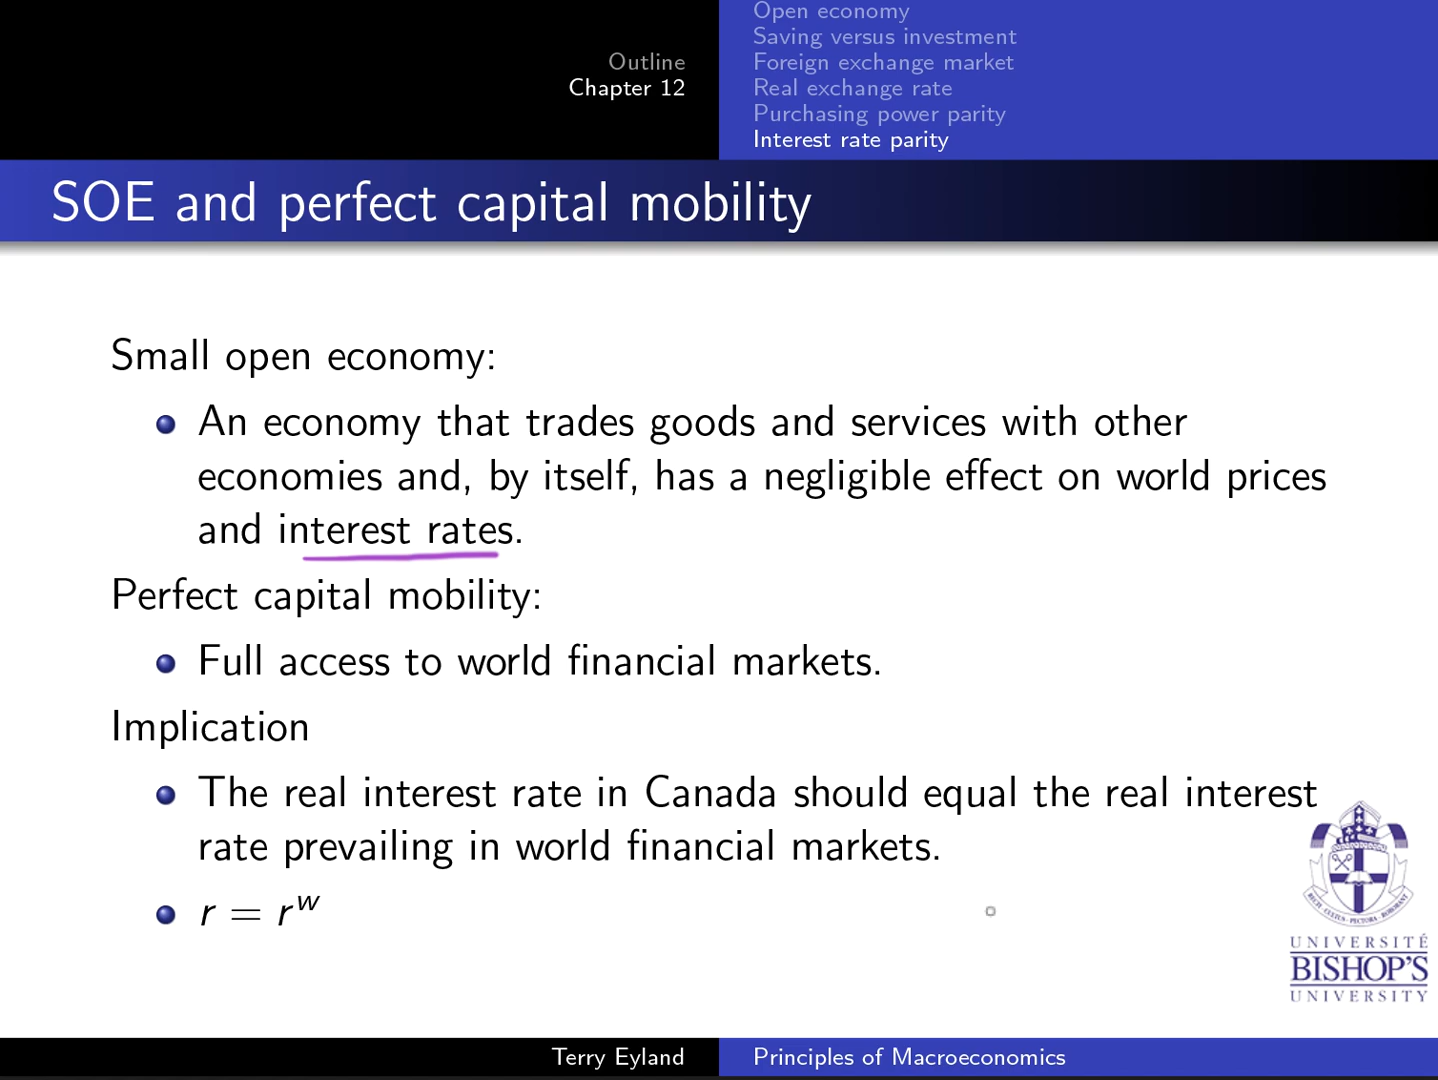 Outline
Chapter 12
Open economy
Saving versus investment
Foreign exchange market
Real exchange rate
Purchasing power parity
Interest rate parity
SOE and perfect capital mobility
Small open economy:
An economy that trades goods and services with other
economies and, by itself, has a negligible effect on world prices
and interest rates.
Perfect capital mobility:
Full access to world financial markets.
Implication
The real interest rate in Canada should equal the real interest
rate prevailing in world financial markets.
r = r^w
UNIVERSITÉ
BISHOP'S
UNIVERSITY
Terry Eyland
Principles of Macroeconomics